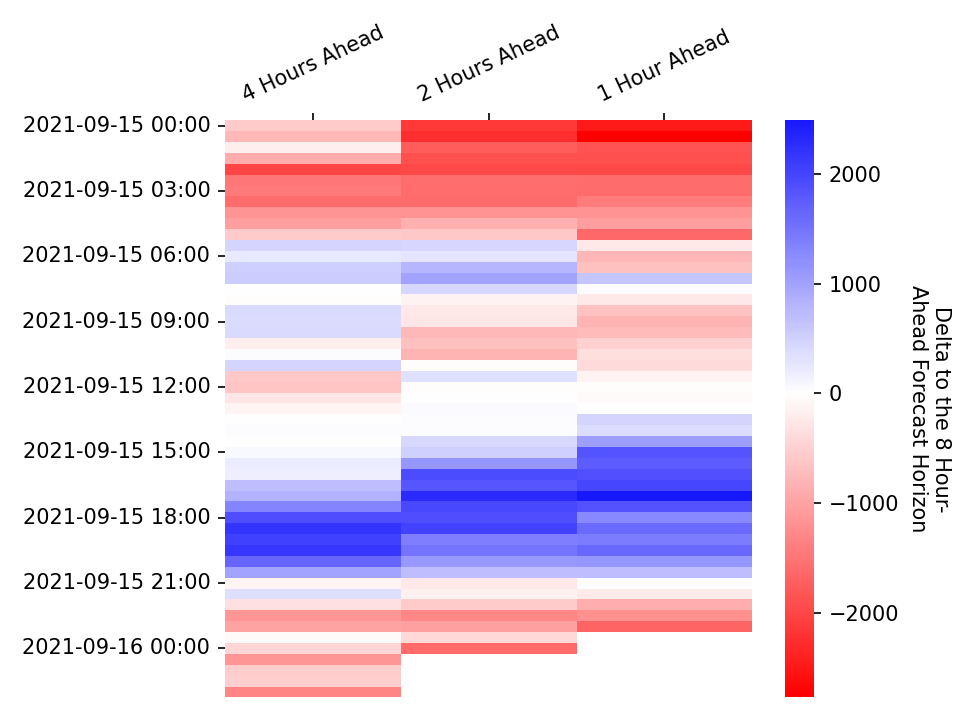 4 Hours Ahead
2 Hours Ahead
1 Hour Ahead
2021-09-15 00:00
2021-09-15 03:00
2021-09-15 06:00
2021-09-15 09:00
2021-09-15 12:00
2021-09-15 15:00
2021-09-15 18:00
2021-09-15 21:00
2021-09-16 00:00
2000
1000
0
−1000
−2000
Delta to the 8 Hour-
Ahead Forecast Horizon